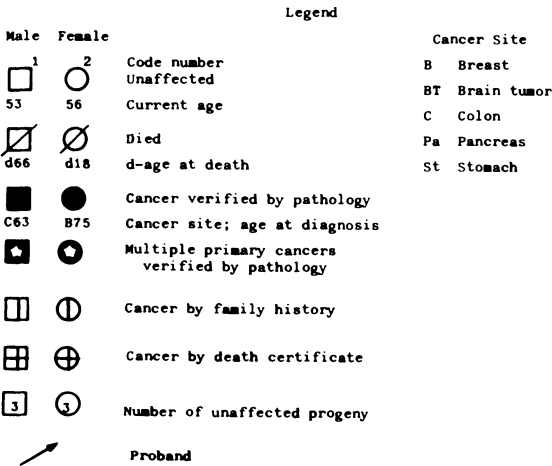 Legend
Male Female
Cancer Site
1 2 Code number
Unaffected
B Breast
BT Brain tumor
53 56 Current age
C Colon
Died
Pa Pancreas
d66 d18 d-age at death
St Stomach
Cancer verified by pathology
C63 B75 Cancer site; age at diagnosis
Multiple primary cancers
verified by pathology
Cancer by family history
Cancer by death certificate
3 3 Number of unaffected progeny
Proband